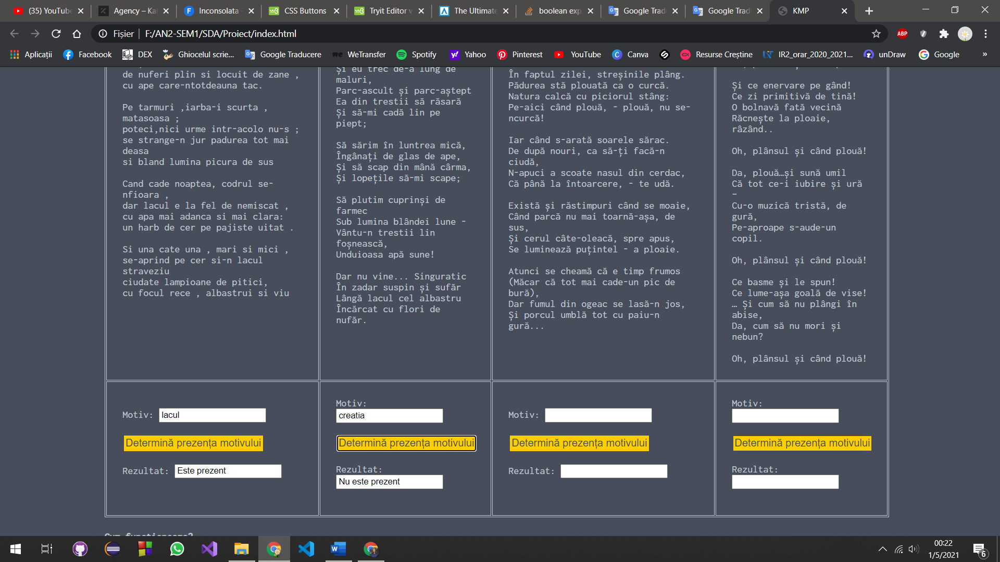 (35) YouTube
Agency – Kal
Inconsolata
CSS Buttons
Tryit Editor v
The Ultimate
boolean exp
Google Trad
Google Trad
KMP
Fișier
F:/AN2-SEM1/SDA/Proiect/index.html
ABP
Aplicații
Facebook
DEX
Ghiocelul scrie...
Google Traducere
WeTransfer
Spotify
Yahoo
Pinterest
YouTube
Canva
Resurse Creștine
IR2_orar_2020_2021...
unDraw
Google
»
de nuferi plin si locuit de zane ,
cu ape care-ntotdeauna tac.
Pe tarmuri ,iarba-i scurta ,
matasoasa ;
poteci,nici urme intr-acolo nu-s ;
se strange-n jur padurea tot mai
deasa
si bland lumina picura de sus
Cand cade noaptea, codrul se-
nfioara ,
dar lacul e la fel de nemiscat ,
cu apa mai adanca si mai clara:
un harb de cer pe pajiste uitat .
Si una cate una , mari si mici ,
se-aprind pe cer si-n lacul
straveziu
ciudate lampioane de pitici,
cu focul rece , albastrui si viu
Și eu trec de-a lung de
maluri,
Parc-ascult și parc-aștept
Ea din trestii să răsară
Și să-mi cadă lin pe
piept;
Să sărim în luntrea mică,
Îngânați de glas de ape,
Și să scap din mână cârma,
Și lopețile să-mi scape;
Să plutim cuprinși de
farmec
Sub lumina blândei lune -
Vântu-n trestii lin
foșnească,
Unduioasa apă sune!
Dar nu vine... Singuratic
În zadar suspin și sufăr
Lângă lacul cel albastru
Încărcat cu flori de
nufăr.
În faptul zilei, streșinile plâng.
Pădurea stă plouată ca o curcă.
Natura calcă cu piciorul stâng:
Pe-aici când plouă, - plouă, nu se-
ncurcă!
Iar când s-arată soarele sărac.
De după nouri, ca să-ți facă-n
ciudă,
N-apuci a scoate nasul din cerdac,
Că până la întoarcere, - te udă.
Există și răstimpuri când se moaie,
Când parcă nu mai toarnă-așa, de
sus,
Și cerul câte-oleacă, spre apus,
Se luminează puțintel - a ploaie.
Atunci se cheamă că e timp frumos
(Măcar că tot mai cade-un pic de
bură),
Dar fumul din ogeac se lasă-n jos,
Și porcul umblă tot cu paiu-n
gură...
Și ce enervare pe gând!
Ce zi primitivă de tină!
O bolnavă fată vecină
Răcnește la ploaie,
râzând..
Oh, plânsul și când plouă!
Da, plouă…și sună umil
Că tot ce-i iubire și ură
-
Cu-o muzică tristă, de
gură,
Pe-aproape s-aude-un
copil.
Oh, plânsul și când plouă!
Ce basme și le spun!
Ce lume-așa goală de vise!
… Și cum să nu plângi în
abise,
Da, cum să nu mori și
nebun?
Oh, plânsul și când plouă!
Motiv: lacul
Determină prezența motivului
Rezultat: Este prezent
Motiv:
creatia
Determină prezența motivului
Rezultat:
Nu este prezent
Motiv:
Determină prezența motivului
Rezultat:
Motiv:
Determină prezența motivului
Rezultat:
00:22
1/5/2021
6